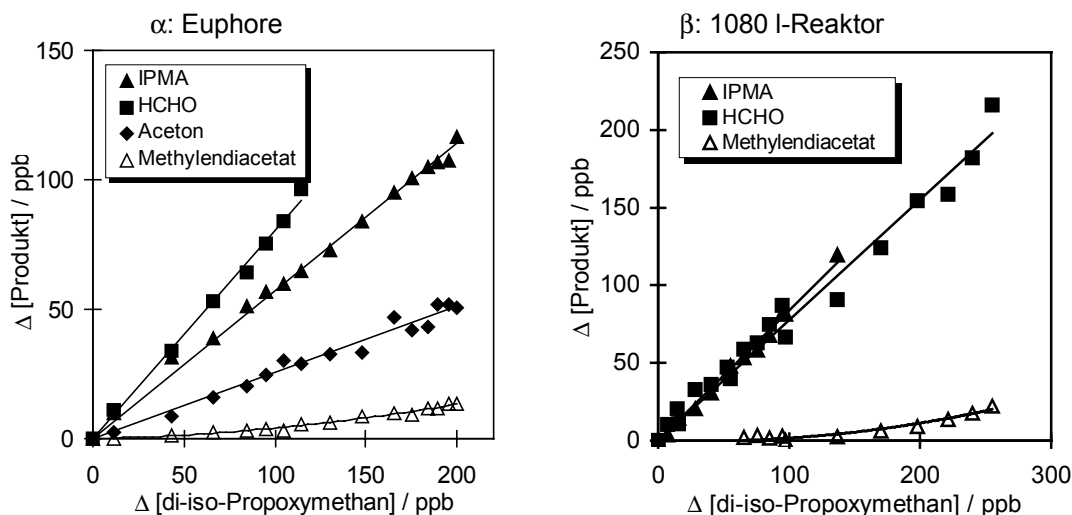 α: Euphore
150
100
50
0
▲ IPMA
■ HCHO
◆ Aceton
△ Methylendiacetat
Δ [Produkt] / ppb
0 50 100 150 200
Δ [di-iso-Propoxymethan] / ppb
β: 1080 l-Reaktor
250
200
150
100
50
0
▲ IPMA
■ HCHO
△ Methylendiacetat
Δ [Produkt] / ppb
0 100 200 300
Δ [di-iso-Propoxymethan] / ppb